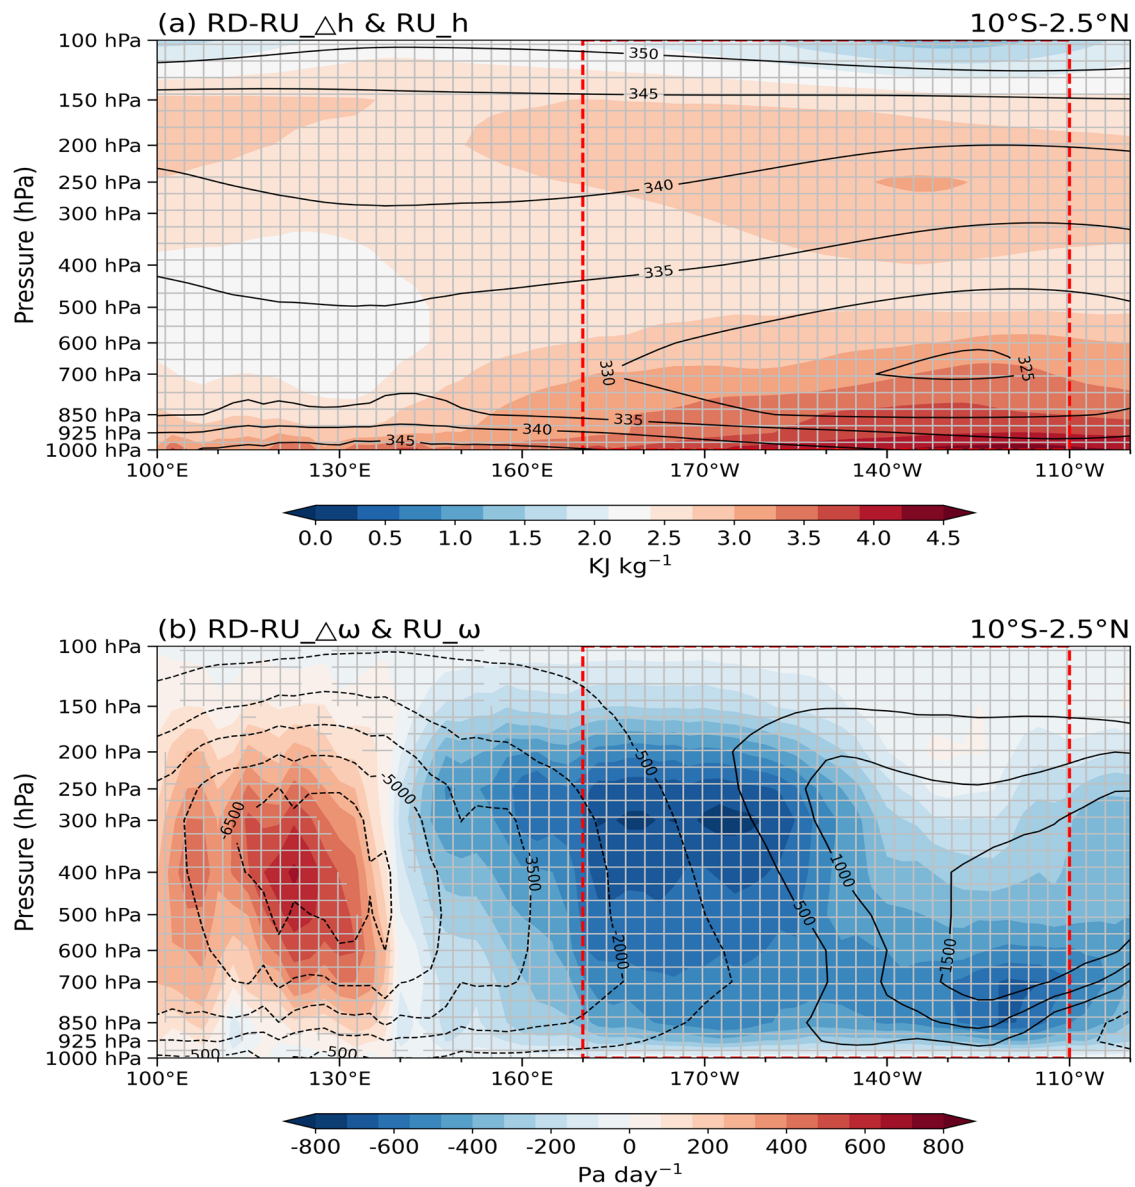 (a) RD-RU_△h & RU_h 10°S-2.5°N
100 hPa
150 hPa
200 hPa
250 hPa
300 hPa
400 hPa
500 hPa
600 hPa
700 hPa
850 hPa
925 hPa
1000 hPa
Pressure (hPa)
350
345
340
335
330
325
335
340
345
100°E 130°E 160°E 170°W 140°W 110°W
0.0 0.5 1.0 1.5 2.0 2.5 3.0 3.5 4.0 4.5
KJ kg⁻¹
(b) RD-RU_△ω & RU_ω 10°S-2.5°N
100 hPa
150 hPa
200 hPa
250 hPa
300 hPa
400 hPa
500 hPa
600 hPa
700 hPa
850 hPa
925 hPa
1000 hPa
Pressure (hPa)
-500
-5000
-6500
3500
1000
500
-2000
1500
-500
-500
100°E 130°E 160°E 170°W 140°W 110°W
-800 -600 -400 -200 0 200 400 600 800
Pa day⁻¹